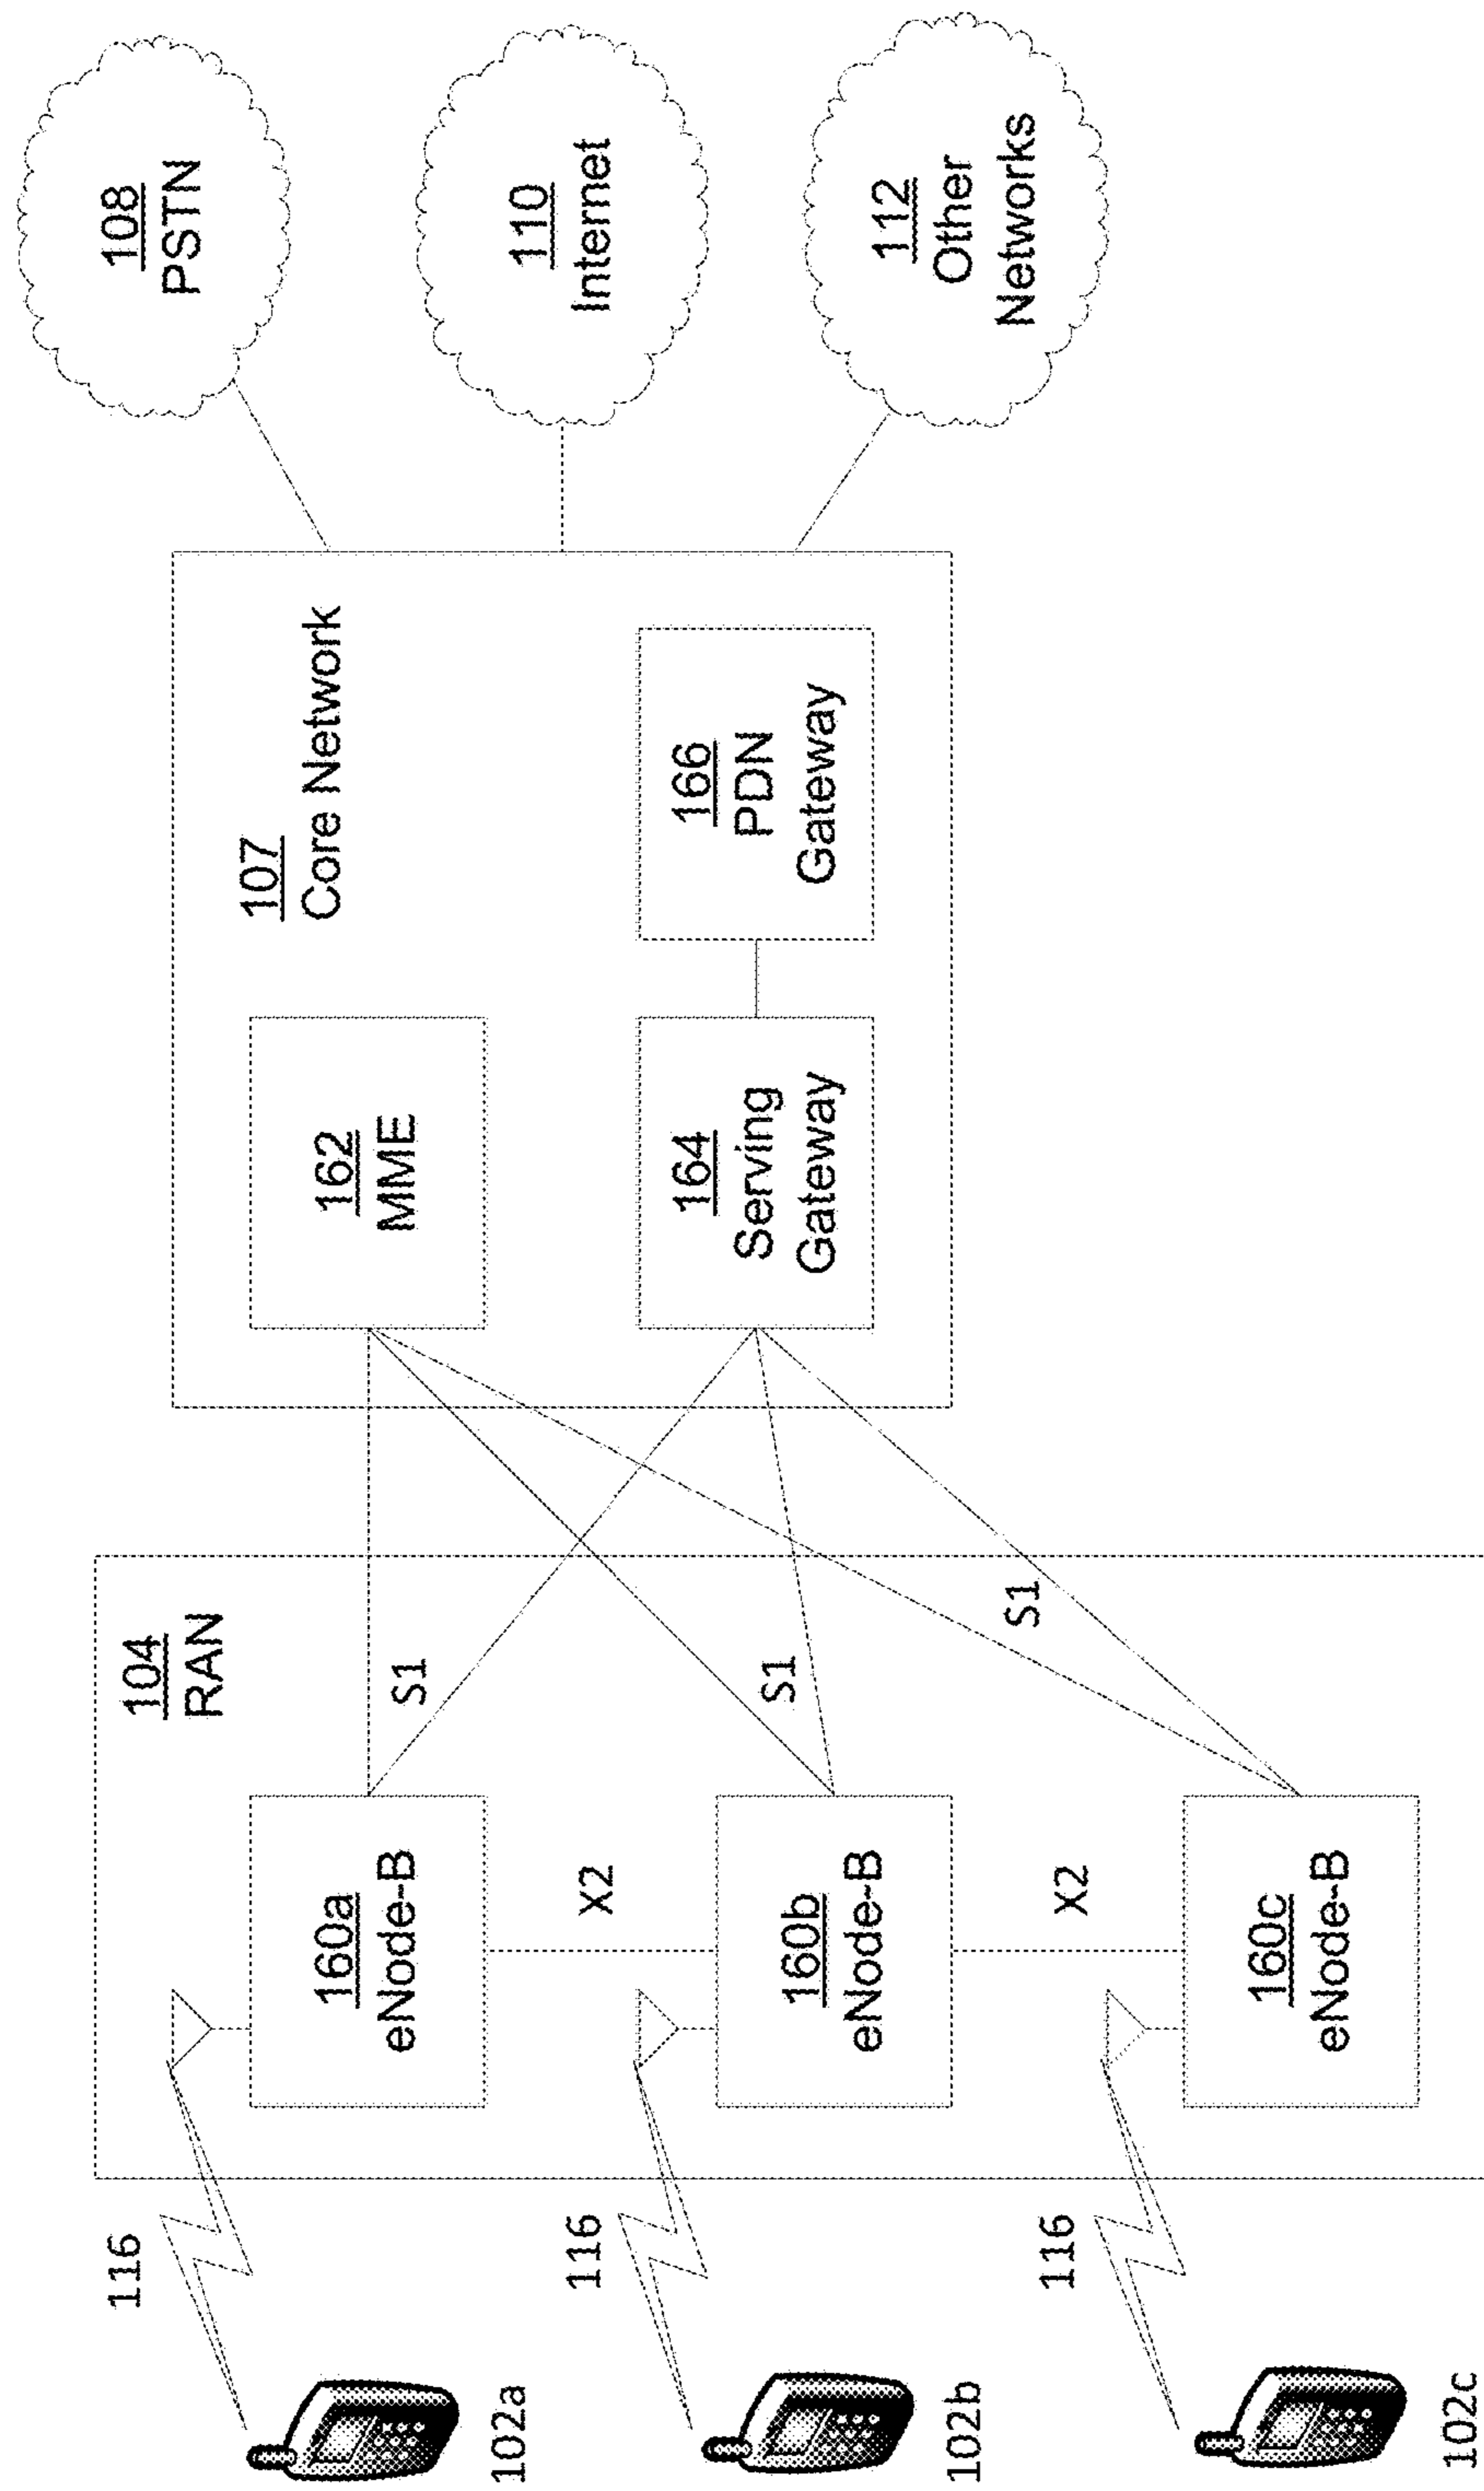 102a
116
104
RAN
160a
eNode-B
S1
X2
102b
116
160b
eNode-B
S1
X2
102c
116
160c
eNode-B
S1
107
Core Network
162
MME
164
Serving
Gateway
166
PDN
Gateway
108
PSTN
110
Internet
112
Other
Networks